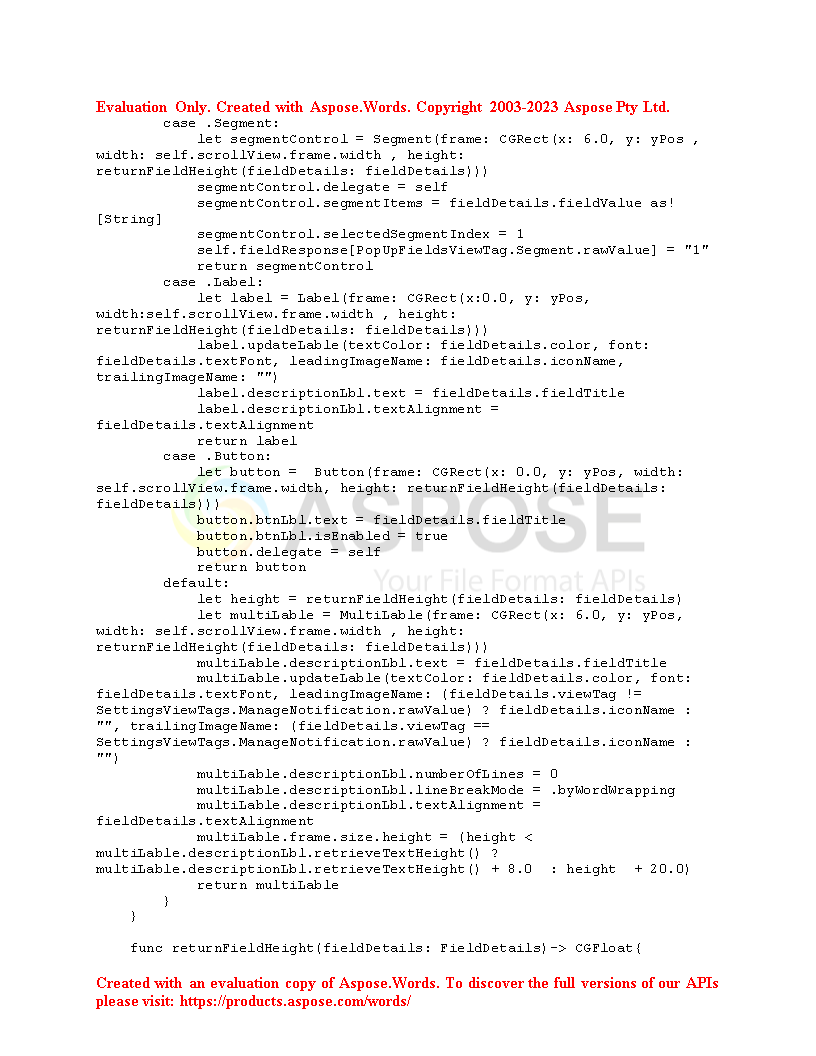 Evaluation Only. Created with Aspose.Words. Copyright 2003-2023 Aspose Pty Ltd.
        case .Segment:
            let segmentControl = Segment(frame: CGRect(x: 6.0, y: yPos ,
width: self.scrollView.frame.width , height:
returnFieldHeight(fieldDetails: fieldDetails)))
            segmentControl.delegate = self
            segmentControl.segmentItems = fieldDetails.fieldValue as!
[String]
            segmentControl.selectedSegmentIndex = 1
            self.fieldResponse[PopUpFieldsViewTag.Segment.rawValue] = "1"
            return segmentControl
        case .Label:
            let label = Label(frame: CGRect(x:0.0, y: yPos,
width:self.scrollView.frame.width , height:
returnFieldHeight(fieldDetails: fieldDetails)))
            label.updateLable(textColor: fieldDetails.color, font:
fieldDetails.textFont, leadingImageName: fieldDetails.iconName,
trailingImageName: "")
            label.descriptionLbl.text = fieldDetails.fieldTitle
            label.descriptionLbl.textAlignment =
fieldDetails.textAlignment
            return label
        case .Button:
            let button =  Button(frame: CGRect(x: 0.0, y: yPos, width:
self.scrollView.frame.width, height: returnFieldHeight(fieldDetails:
fieldDetails)))
            button.btnLbl.text = fieldDetails.fieldTitle
            button.btnLbl.isEnabled = true
            button.delegate = self
            return button
        default:
            let height = returnFieldHeight(fieldDetails: fieldDetails)
            let multiLable = MultiLable(frame: CGRect(x: 6.0, y: yPos,
width: self.scrollView.frame.width , height:
returnFieldHeight(fieldDetails: fieldDetails)))
            multiLable.descriptionLbl.text = fieldDetails.fieldTitle
            multiLable.updateLable(textColor: fieldDetails.color, font:
fieldDetails.textFont, leadingImageName: (fieldDetails.viewTag !=
SettingsViewTags.ManageNotification.rawValue) ? fieldDetails.iconName :
"", trailingImageName: (fieldDetails.viewTag ==
SettingsViewTags.ManageNotification.rawValue) ? fieldDetails.iconName :
"")
            multiLable.descriptionLbl.numberOfLines = 0
            multiLable.descriptionLbl.lineBreakMode = .byWordWrapping
            multiLable.descriptionLbl.textAlignment =
fieldDetails.textAlignment
            multiLable.frame.size.height = (height <
multiLable.descriptionLbl.retrieveTextHeight() ?
multiLable.descriptionLbl.retrieveTextHeight() + 8.0  : height  + 20.0)
            return multiLable
        }
    }
    func returnFieldHeight(fieldDetails: FieldDetails)-> CGFloat{
ASPOSE
Your File Format APIs
Created with an evaluation copy of Aspose.Words. To discover the full versions of our APIs
please visit: https://products.aspose.com/words/